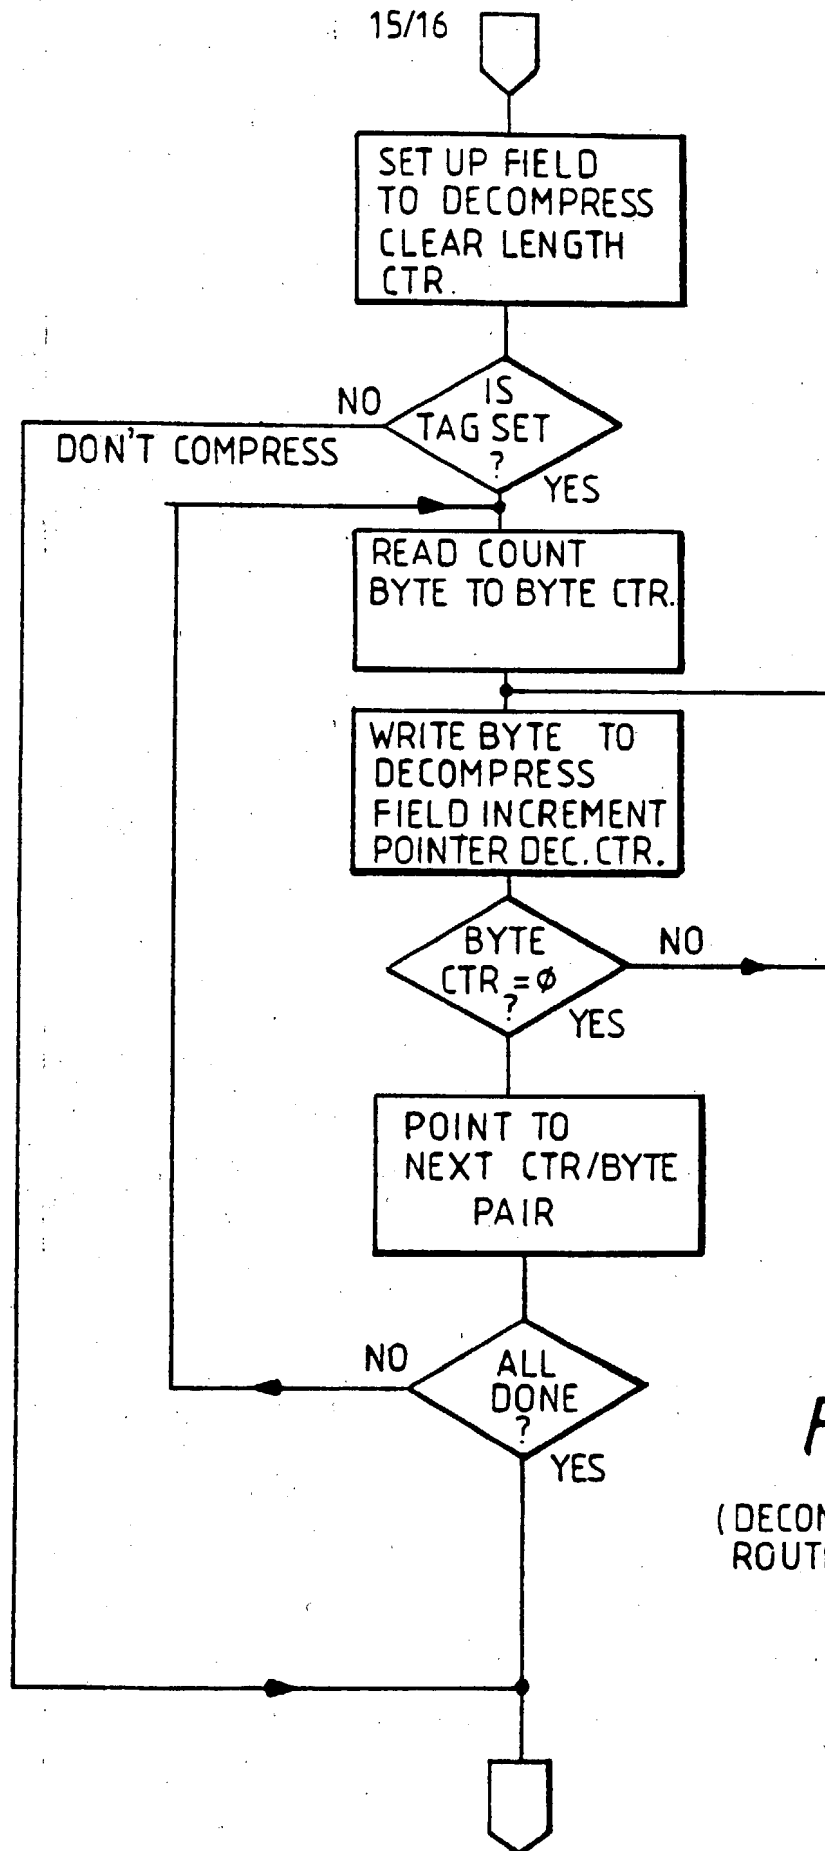 15/16
SET UP FIELD
TO DECOMPRESS
CLEAR LENGTH
CTR.
IS
TAG SET
?
NO
DON'T COMPRESS
YES
READ COUNT
BYTE TO BYTE CTR.
WRITE BYTE TO
DECOMPRESS
FIELD INCREMENT
POINTER DEC. CTR.
BYTE
CTR = Ø
?
NO
YES
POINT TO
NEXT CTR/BYTE
PAIR
NO
ALL
DONE
?
YES
(DECOM
ROUT